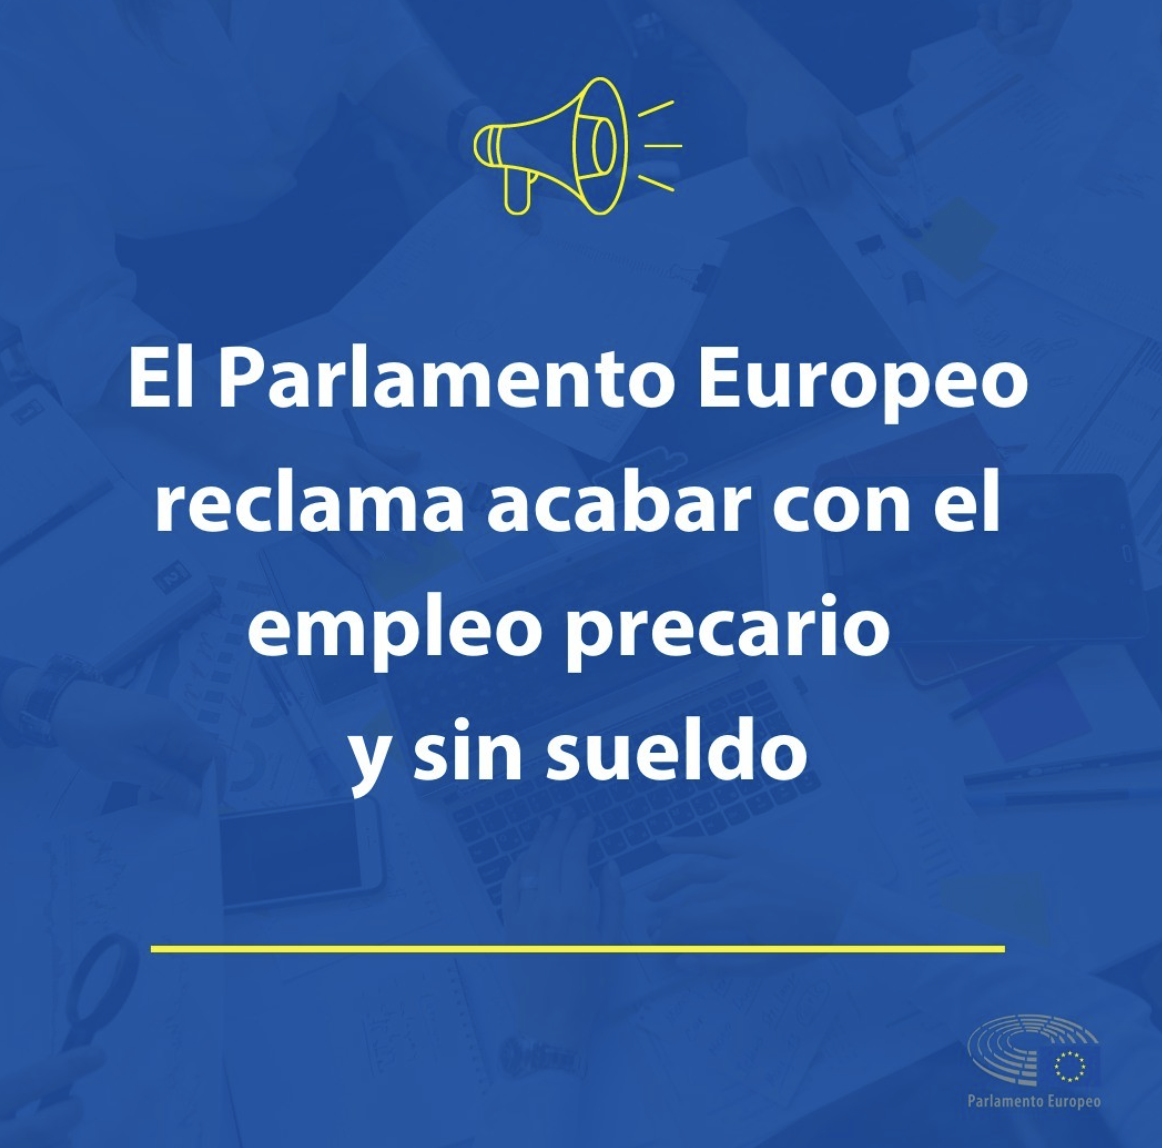 El Parlamento Europeo
reclama acabar con el
empleo precario
y sin sueldo
Parlamento Europeo